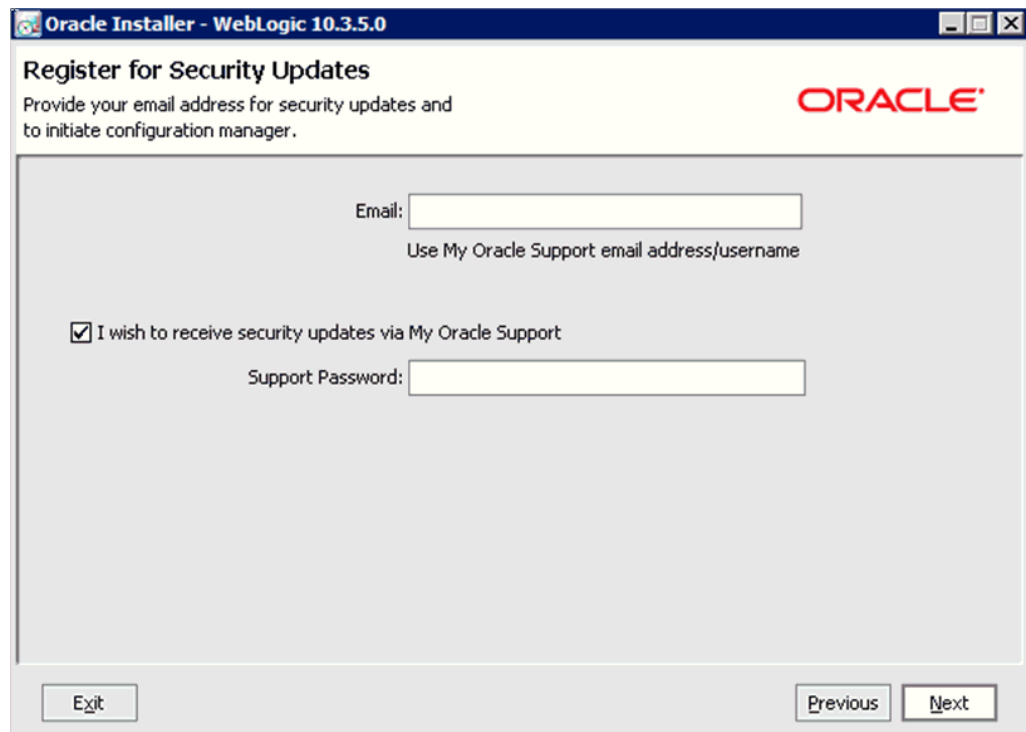 Oracle Installer - WebLogic 10.3.5.0
Register for Security Updates
Provide your email address for security updates and
to initiate configuration manager.
ORACLE
Email:
Use My Oracle Support email address/username
I wish to receive security updates via My Oracle Support
Support Password:
Exit
Previous
Next